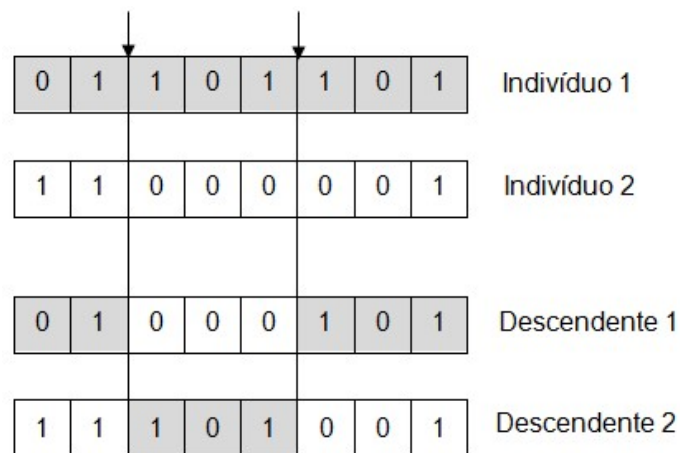 0 1 1 0 1 1 0 1 Indivíduo 1
1 1 0 0 0 0 0 1 Indivíduo 2
0 1 0 0 0 1 0 1 Descendente 1
1 1 1 0 1 0 0 1 Descendente 2